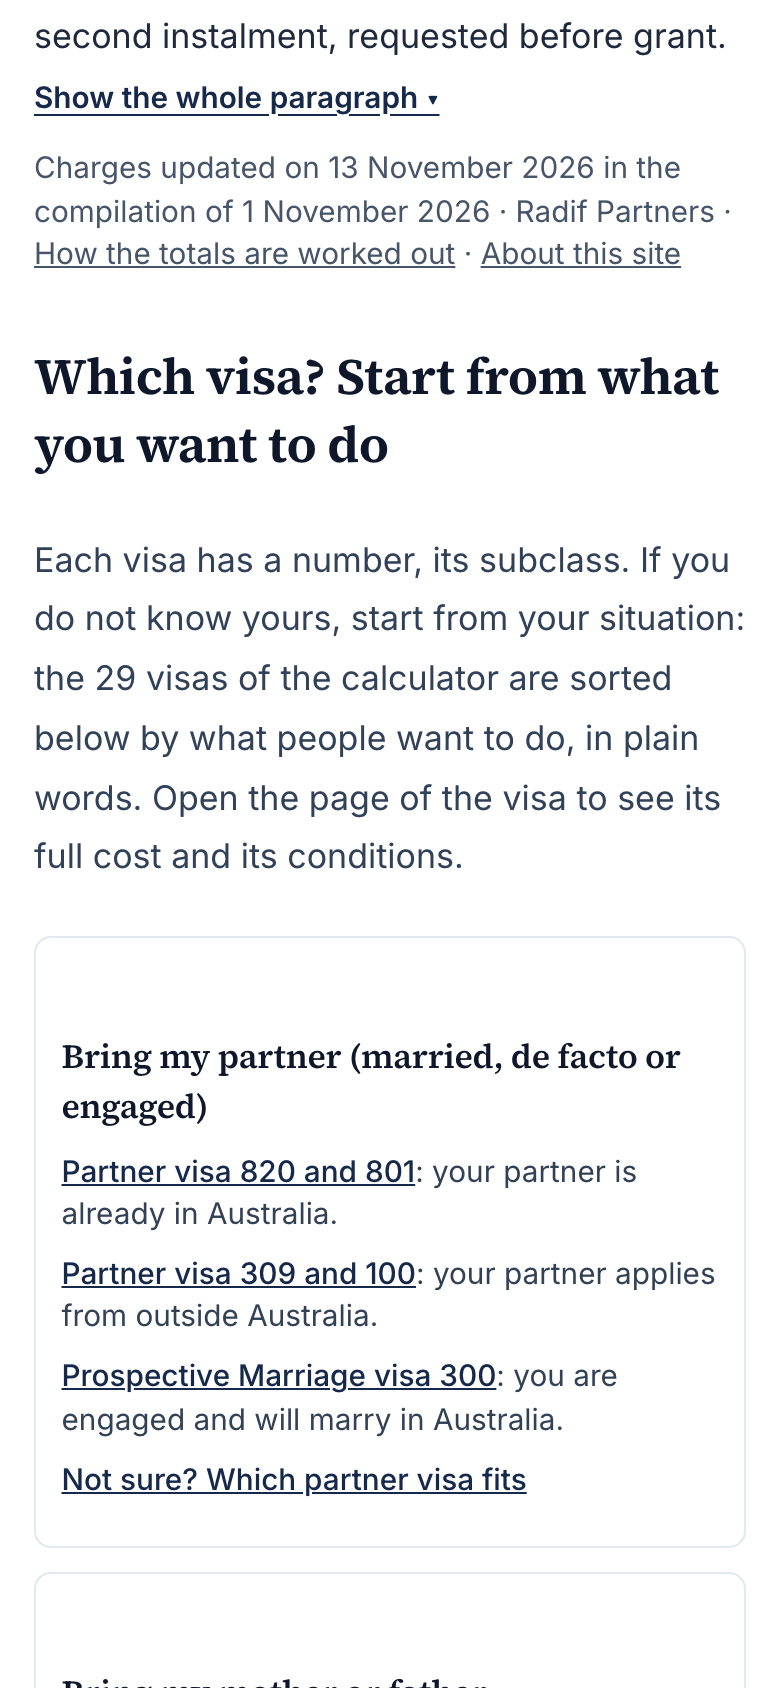 second instalment, requested before grant.
Show the whole paragraph ▾
Charges updated on 13 November 2026 in the
compilation of 1 November 2026 · Radif Partners ·
How the totals are worked out · About this site
Which visa? Start from what
you want to do
Each visa has a number, its subclass. If you
do not know yours, start from your situation:
the 29 visas of the calculator are sorted
below by what people want to do, in plain
words. Open the page of the visa to see its
full cost and its conditions.
Bring my partner (married, de facto or
engaged)
Partner visa 820 and 801: your partner is
already in Australia.
Partner visa 309 and 100: your partner applies
from outside Australia.
Prospective Marriage visa 300: you are
engaged and will marry in Australia.
Not sure? Which partner visa fits
Bring my mother or father